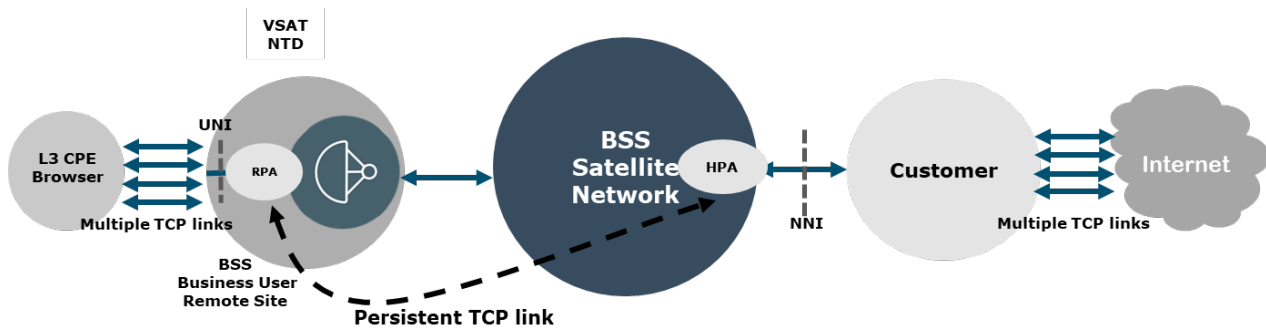 VSAT
NTD
UNI
L3 CPE
Browser
RPA
Multiple TCP links
BSS
Business User
Remote Site
BSS
Satellite
Network
HPA
NNI
Persistent TCP link
Customer
Internet
Multiple TCP links